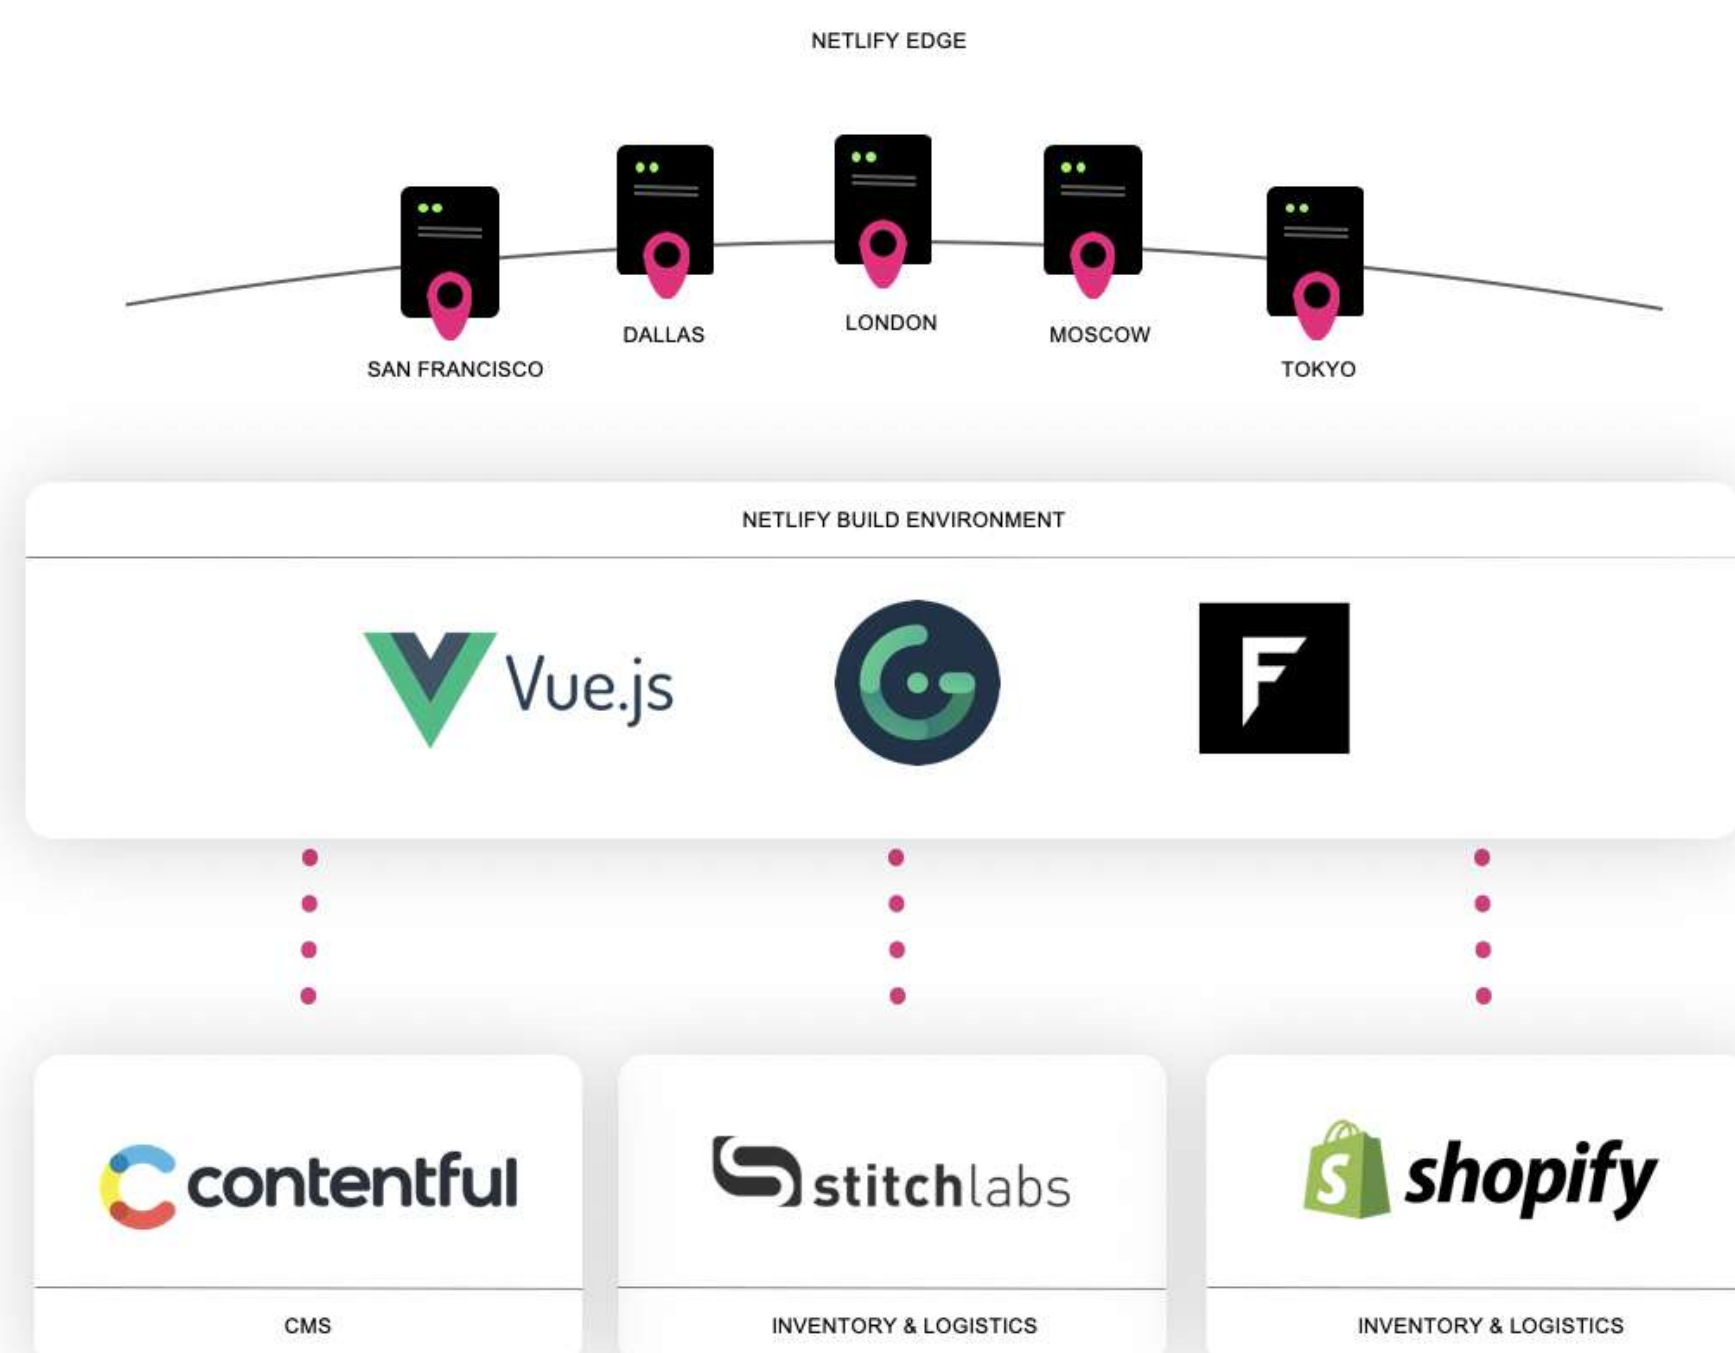 NETLIFY EDGE
SAN FRANCISCO
DALLAS
LONDON
MOSCOW
TOKYO
NETLIFY BUILD ENVIRONMENT
Vue.js
F
contentful
stitchlabs
S shopify
CMS
INVENTORY & LOGISTICS
INVENTORY & LOGISTICS